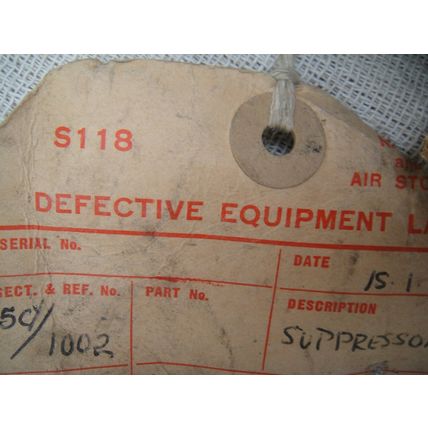 S118
AIR STO
DEFECTIVE EQUIPMENT LA
SERIAL No.
DATE
15.1.
SECT. & REF. No.
PART No.
DESCRIPTION
5C/
1002
SUPPRESSOR